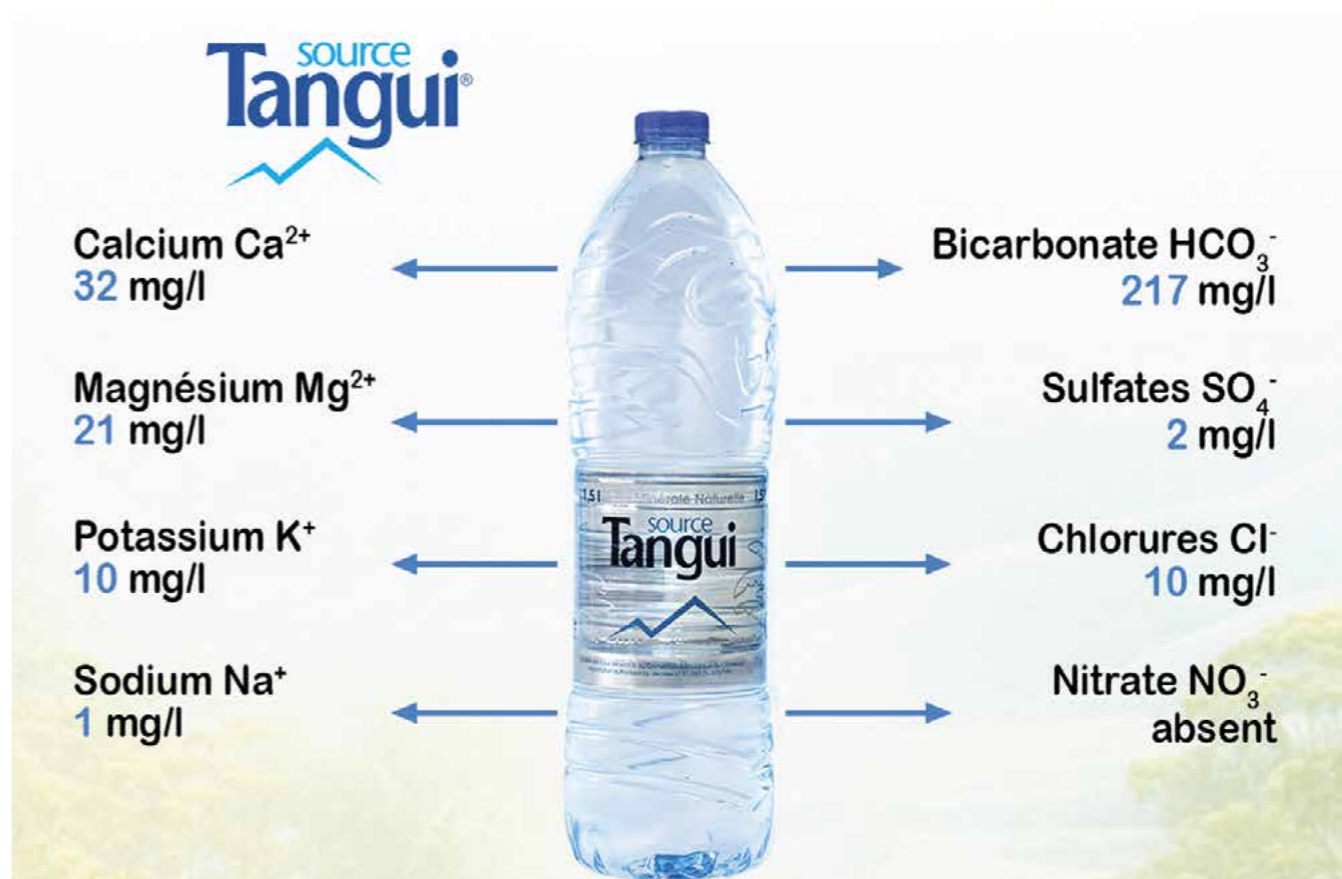 source
Tangui®
Calcium Ca²⁺
32 mg/l
Magnésium Mg²⁺
21 mg/l
Potassium K⁺
10 mg/l
Sodium Na⁺
1 mg/l
1,5 l Minérale Naturelle 1,5
source
Tangui
Bicarbonate HCO₃⁻
217 mg/l
Sulfates SO₄⁻
2 mg/l
Chlorures Cl⁻
10 mg/l
Nitrate NO₃⁻
absent